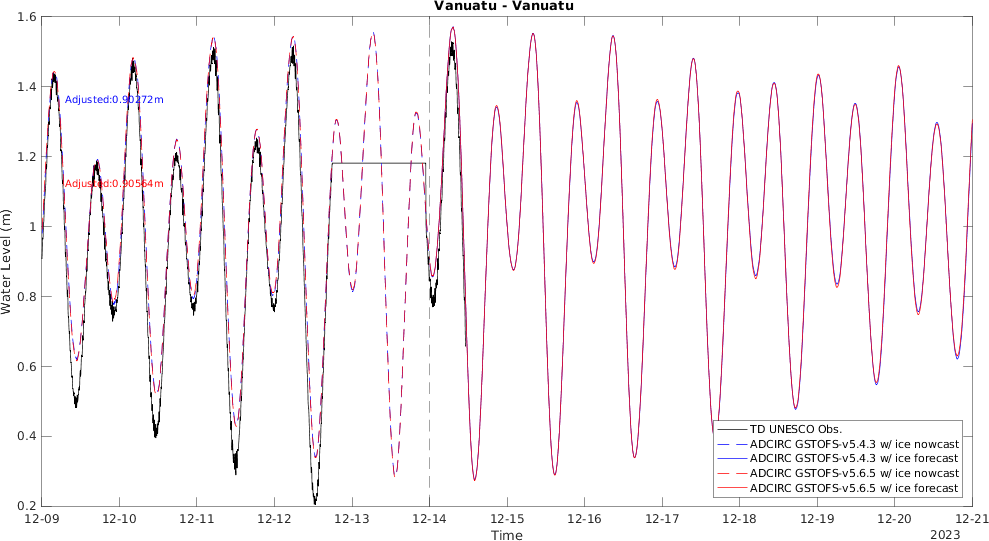 Vanuatu - Vanuatu
1.6
1.4
1.2
1
0.8
0.6
0.4
0.2
Water Level (m)
Adjusted:0.90272m
Adjusted:0.90564m
TD UNESCO Obs.
ADCIRC GSTOFS-v5.4.3 w/ ice nowcast
ADCIRC GSTOFS-v5.4.3 w/ ice forecast
ADCIRC GSTOFS-v5.6.5 w/ ice nowcast
ADCIRC GSTOFS-v5.6.5 w/ ice forecast
12-09 12-10 12-11 12-12 12-13 12-14 12-15 12-16 12-17 12-18 12-19 12-20 12-21
Time
2023